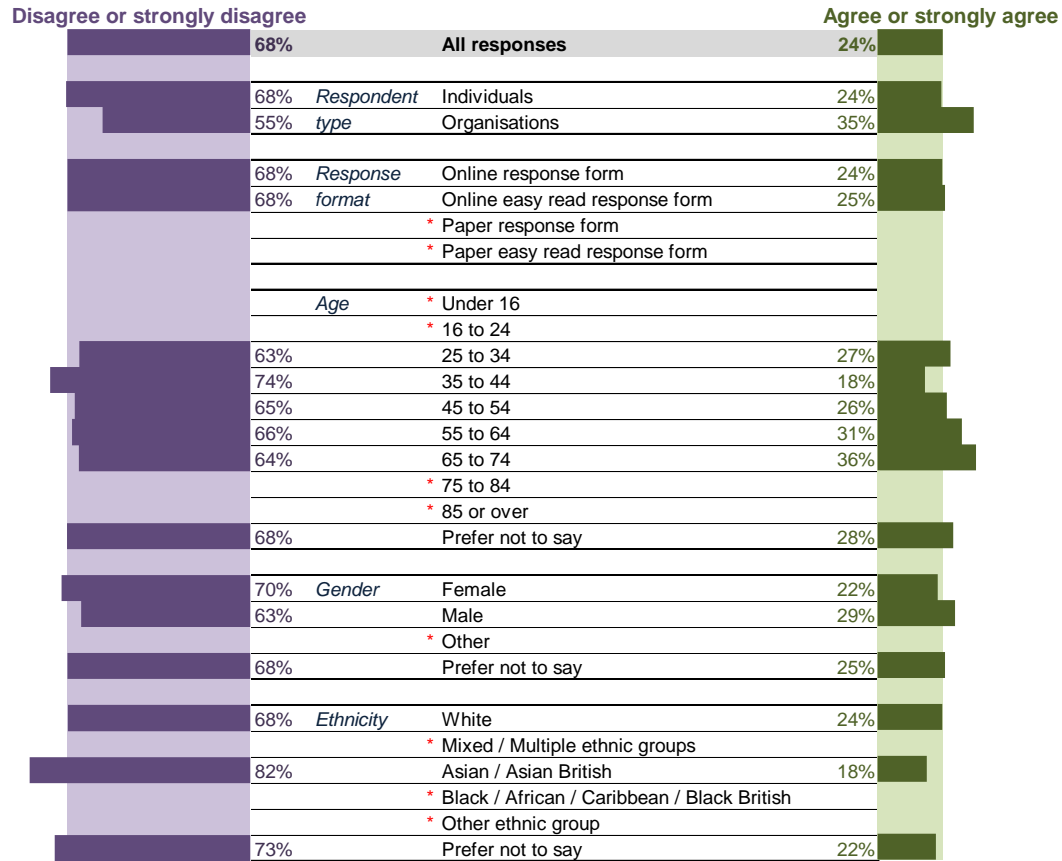 Disagree or strongly disagree Agree or strongly agree
68% All responses 24%
68% Respondent Individuals 24%
55% type Organisations 35%
68% Response Online response form 24%
68% format Online easy read response form 25%
* Paper response form
* Paper easy read response form
Age * Under 16
* 16 to 24
63% 25 to 34 27%
74% 35 to 44 18%
65% 45 to 54 26%
66% 55 to 64 31%
64% 65 to 74 36%
* 75 to 84
* 85 or over
68% Prefer not to say 28%
70% Gender Female 22%
63% Male 29%
* Other
68% Prefer not to say 25%
68% Ethnicity White 24%
* Mixed / Multiple ethnic groups
82% Asian / Asian British 18%
* Black / African / Caribbean / Black British
* Other ethnic group
73% Prefer not to say 22%